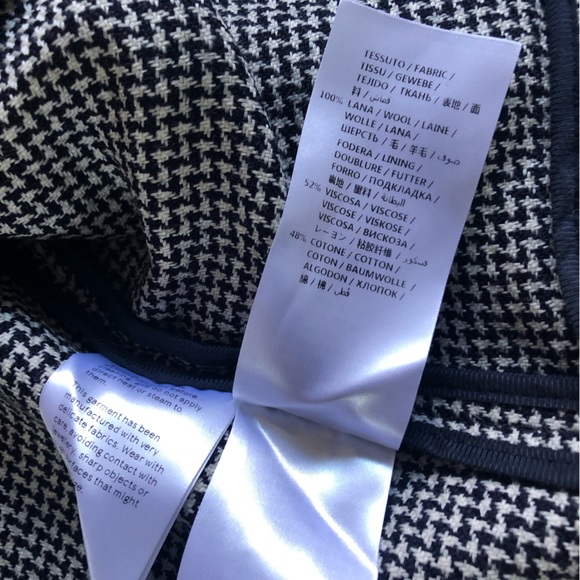 TESSUTO / FABRIC /
TISSU / GEWEBE /
TEJIDO / ТКАНЬ / 表地 / 面
料 / قماش
100% LANA / WOOL / LAINE /
WOLLE / LANA /
ШЕРСТЬ / 毛 / 羊毛 / صوف
FODERA / LINING /
DOUBLURE / FUTTER /
FORRO / ПОДКЛАДКА /
裏地 / 里料 / البطانة
52% VISCOSA / VISCOSE /
VISCOSE / VISKOSE /
VISCOSA / ВИСКОЗА /
レーヨン / 粘胶纤维 / فسكوز
48% COTONE / COTTON /
COTON / BAUMWOLLE /
ALGODON / ХЛОПОК /
綿 / 棉 / قطن
do not apply
direct heat or steam to
them.
This garment has been
manufactured with very
delicate fabrics. Wear with
care, avoiding contact with
sharp objects or
that might